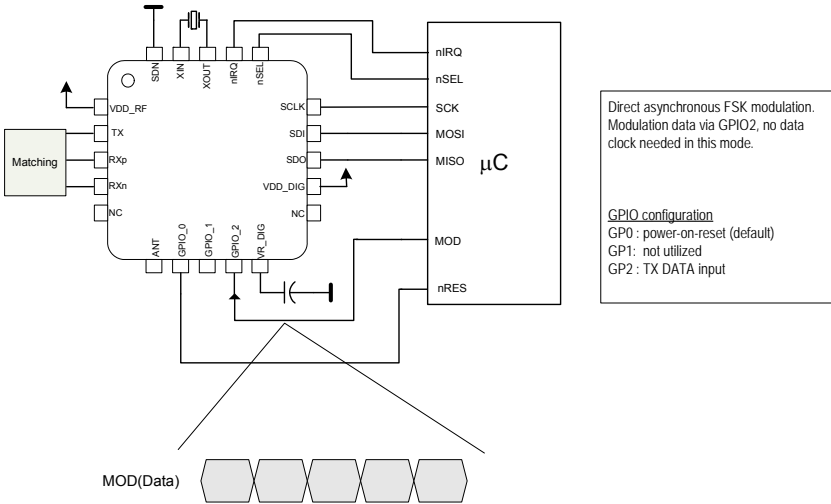 SDN
XIN
XOUT
nIRQ
nSEL
VDD_RF
TX
RXp
RXn
NC
SCLK
SDI
SDO
VDD_DIG
NC
ANT
GPIO_0
GPIO_1
GPIO_2
VR_DIG
Matching
nIRQ
nSEL
SCK
MOSI
MISO
μC
MOD
nRES
Direct asynchronous FSK modulation.
Modulation data via GPIO2, no data
clock needed in this mode.
GPIO configuration
GP0 : power-on-reset (default)
GP1: not utilized
GP2 : TX DATA input
MOD(Data)